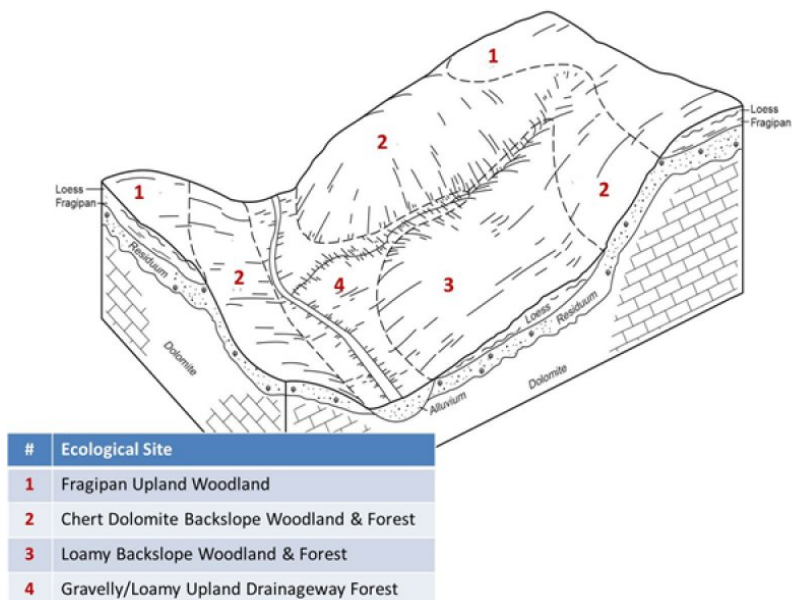 1
Loess
Fragipan
2
Loess
Fragipan
1
2
Residuum
2
4
3
Loess
Residuum
Dolomite
Dolomite
Alluvium
# Ecological Site
1 Fragipan Upland Woodland
2 Chert Dolomite Backslope Woodland & Forest
3 Loamy Backslope Woodland & Forest
4 Gravelly/Loamy Upland Drainageway Forest